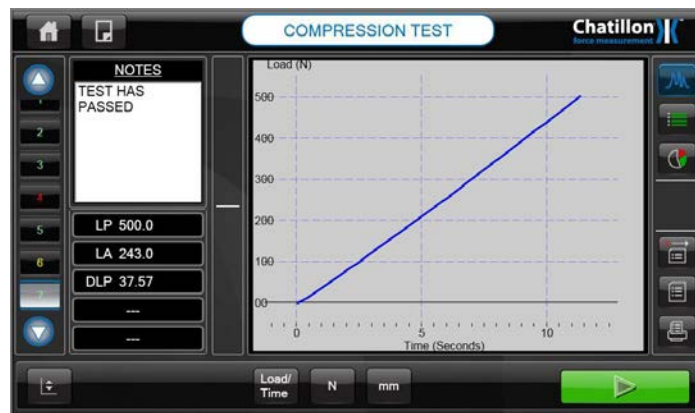 COMPRESSION TEST
Chatillon
force measurement
NOTES
TEST HAS
PASSED
2
3
4
5
6
7
LP 500.0
LA 243.0
DLP 37.57
---
---
Load (N)
500
400
300
200
100
00
0
5
10
Time (Seconds)
Load/
Time
N
mm